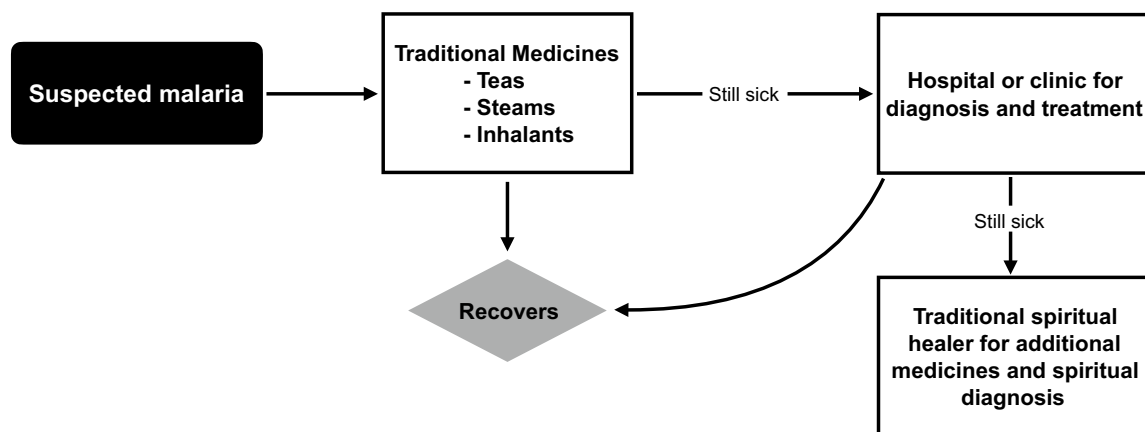 Suspected malaria
Traditional Medicines
- Teas
- Steams
- Inhalants
Still sick
Hospital or clinic for
diagnosis and treatment
Still sick
Recovers
Traditional spiritual
healer for additional
medicines and spiritual
diagnosis